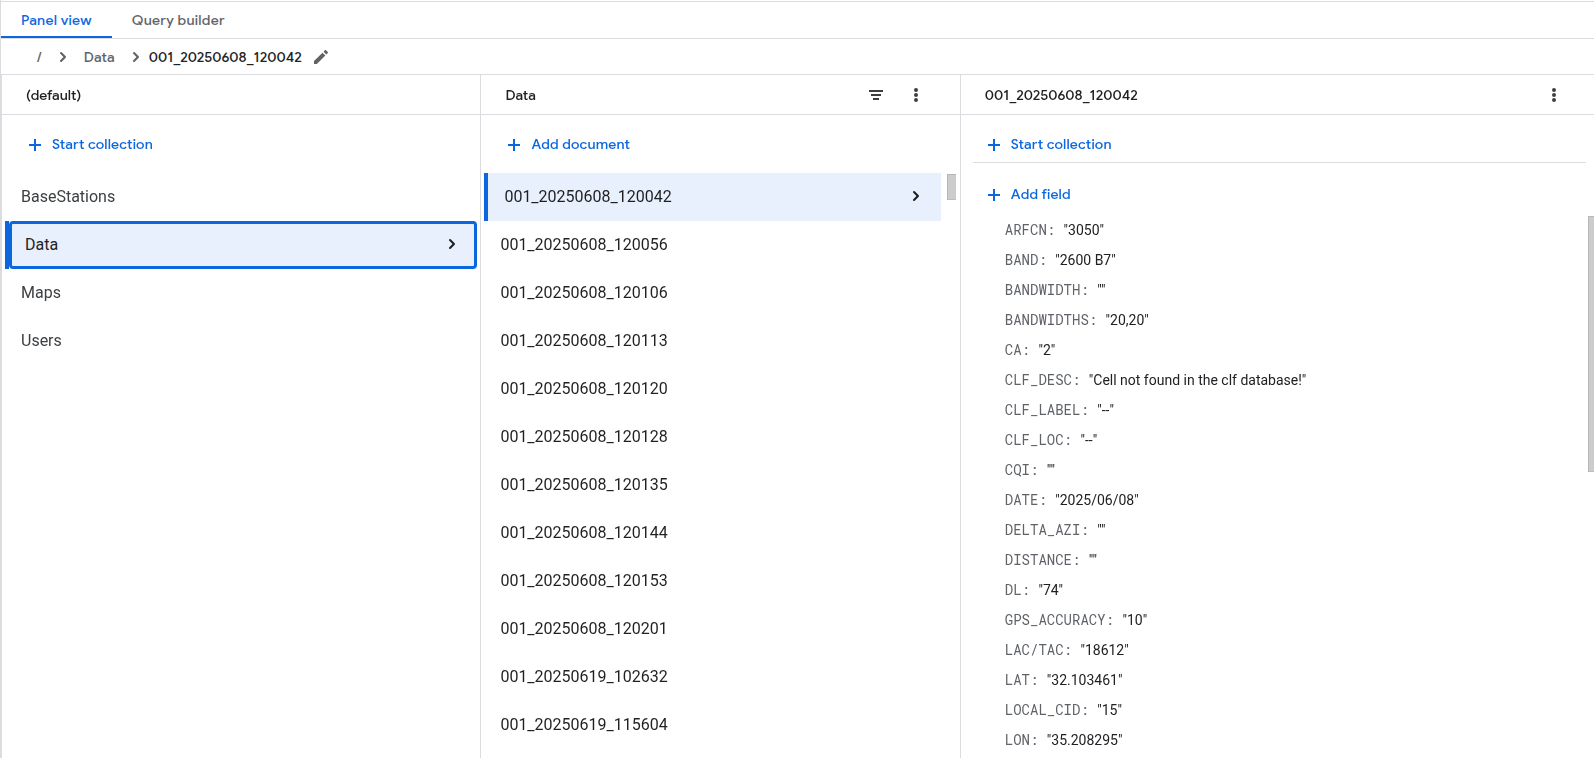 Panel view Query builder
/ > Data > 001_20250608_120042
(default)
Start collection
BaseStations
Data
Maps
Users
Data
Add document
001_20250608_120042
001_20250608_120056
001_20250608_120106
001_20250608_120113
001_20250608_120120
001_20250608_120128
001_20250608_120135
001_20250608_120144
001_20250608_120153
001_20250608_120201
001_20250619_102632
001_20250619_115604
001_20250608_120042
Start collection
Add field
ARFCN: "3050"
BAND: "2600 B7"
BANDWIDTH: ""
BANDWIDTHS: "20,20"
CA: "2"
CLF_DESC: "Cell not found in the clf database!"
CLF_LABEL: "--"
CLF_LOC: "--"
CQI: ""
DATE: "2025/06/08"
DELTA_AZI: ""
DISTANCE: ""
DL: "74"
GPS_ACCURACY: "10"
LAC/TAC: "18612"
LAT: "32.103461"
LOCAL_CID: "15"
LON: "35.208295"